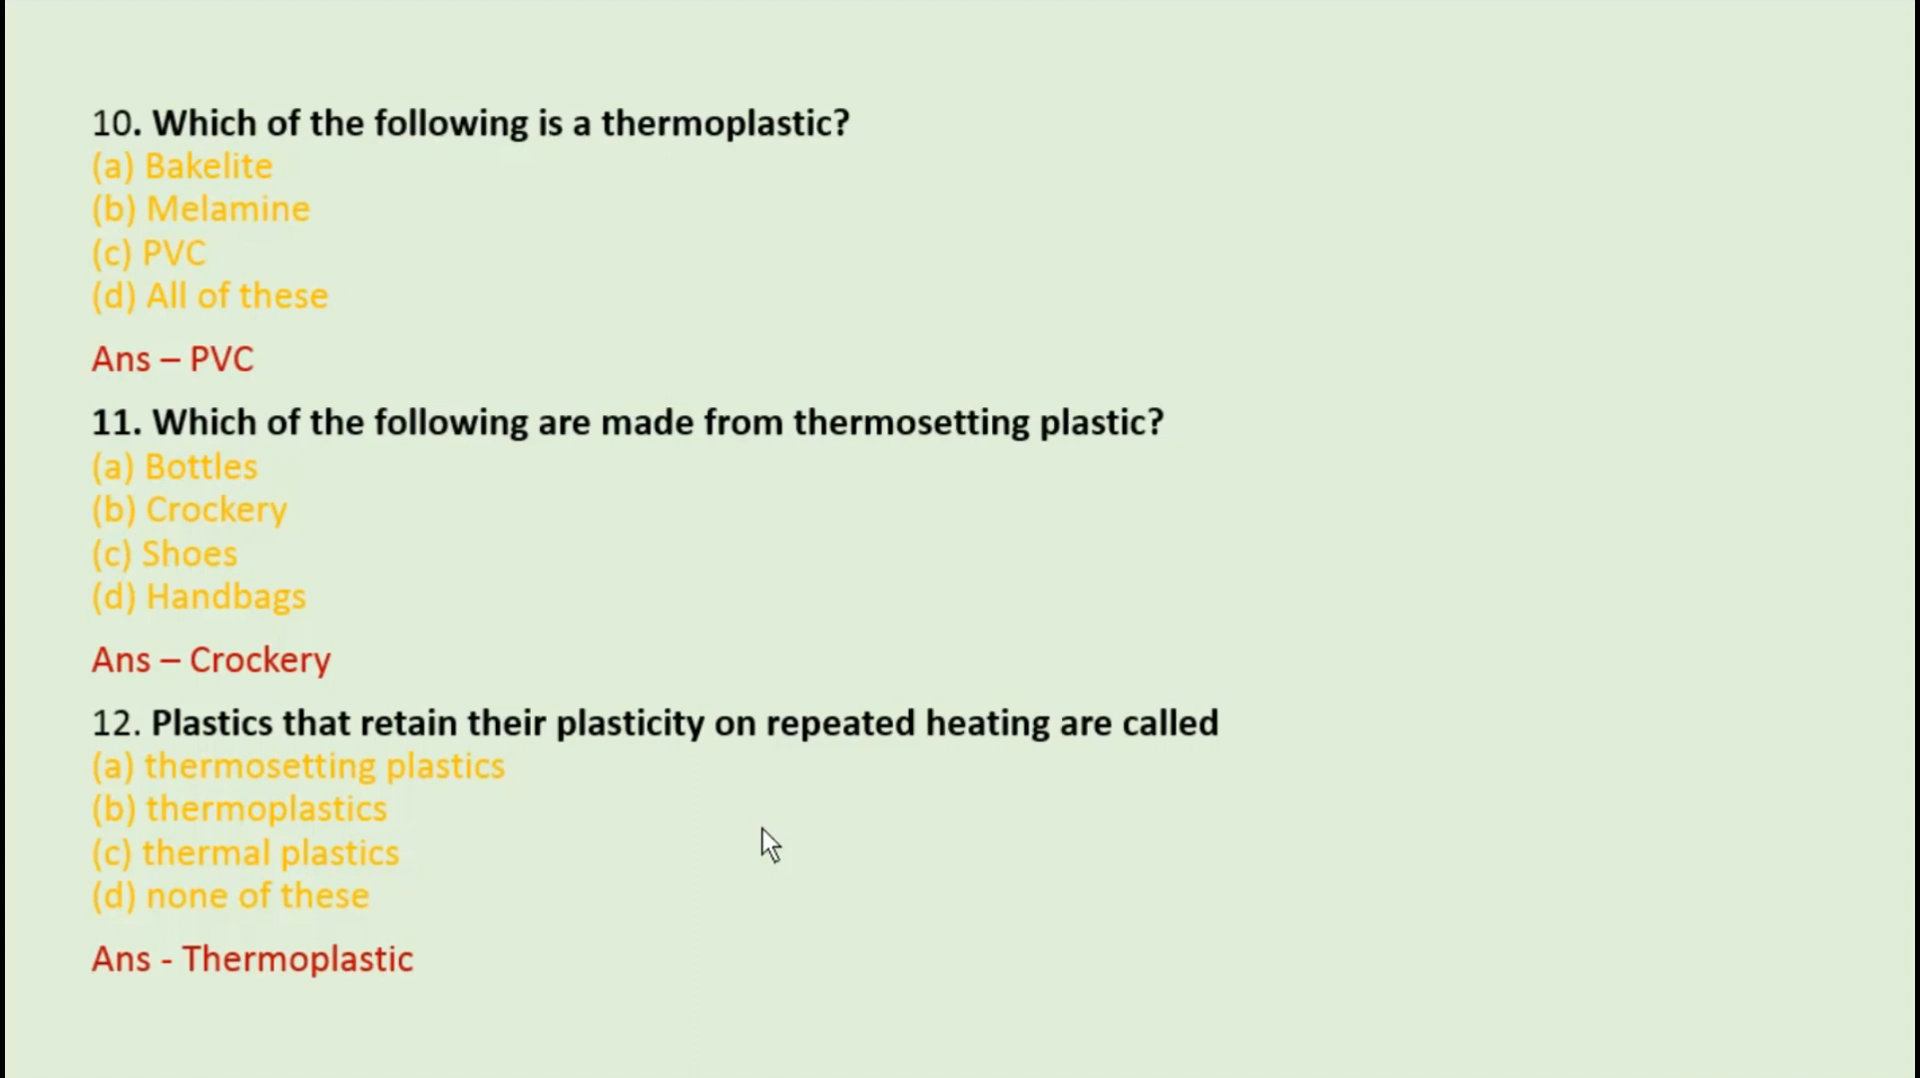 10. Which of the following is a thermoplastic?
(a) Bakelite
(b) Melamine
(c) PVC
(d) All of these
Ans – PVC
11. Which of the following are made from thermosetting plastic?
(a) Bottles
(b) Crockery
(c) Shoes
(d) Handbags
Ans – Crockery
12. Plastics that retain their plasticity on repeated heating are called
(a) thermosetting plastics
(b) thermoplastics
(c) thermal plastics
(d) none of these
Ans - Thermoplastic